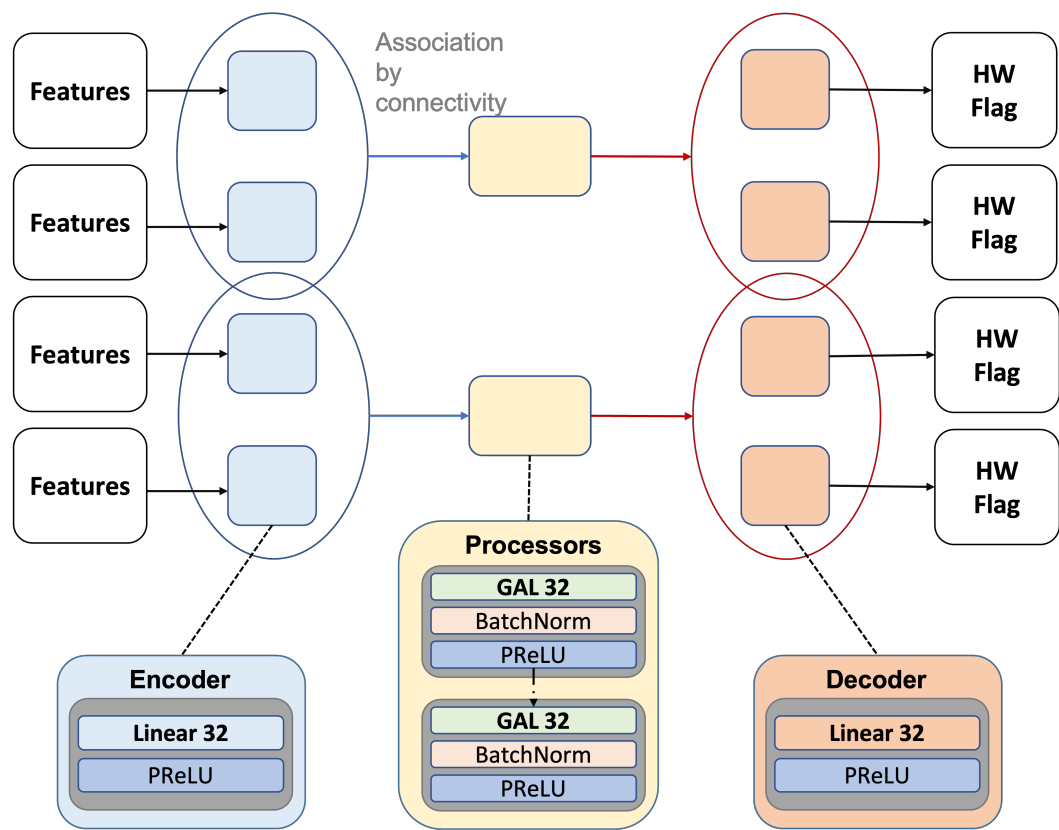 Features
Features
Features
Features
Association
by
connectivity
HW
Flag
HW
Flag
HW
Flag
HW
Flag
Encoder
Linear 32
PReLU
Processors
GAL 32
BatchNorm
PReLU
GAL 32
BatchNorm
PReLU
Decoder
Linear 32
PReLU